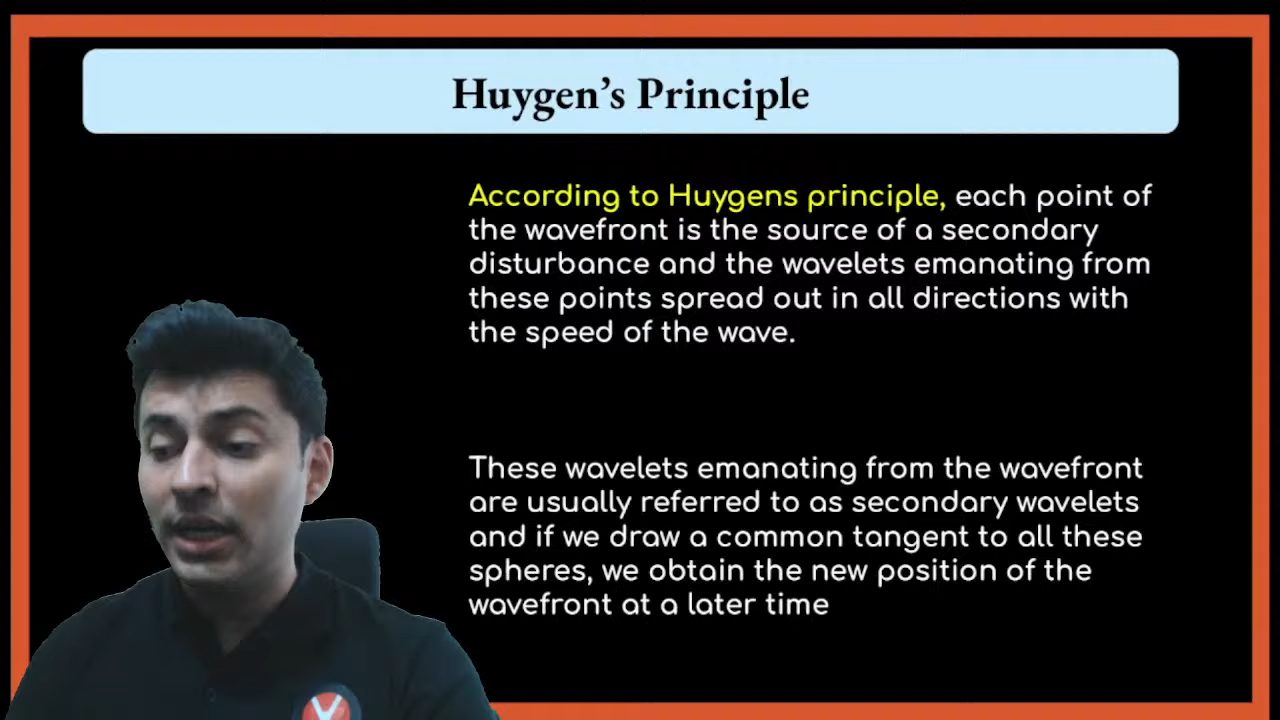 Huygen’s Principle
According to Huygens principle, each point of
the wavefront is the source of a secondary
disturbance and the wavelets emanating from
these points spread out in all directions with
the speed of the wave.
These wavelets emanating from the wavefront
are usually referred to as secondary wavelets
and if we draw a common tangent to all these
spheres, we obtain the new position of the
wavefront at a later time